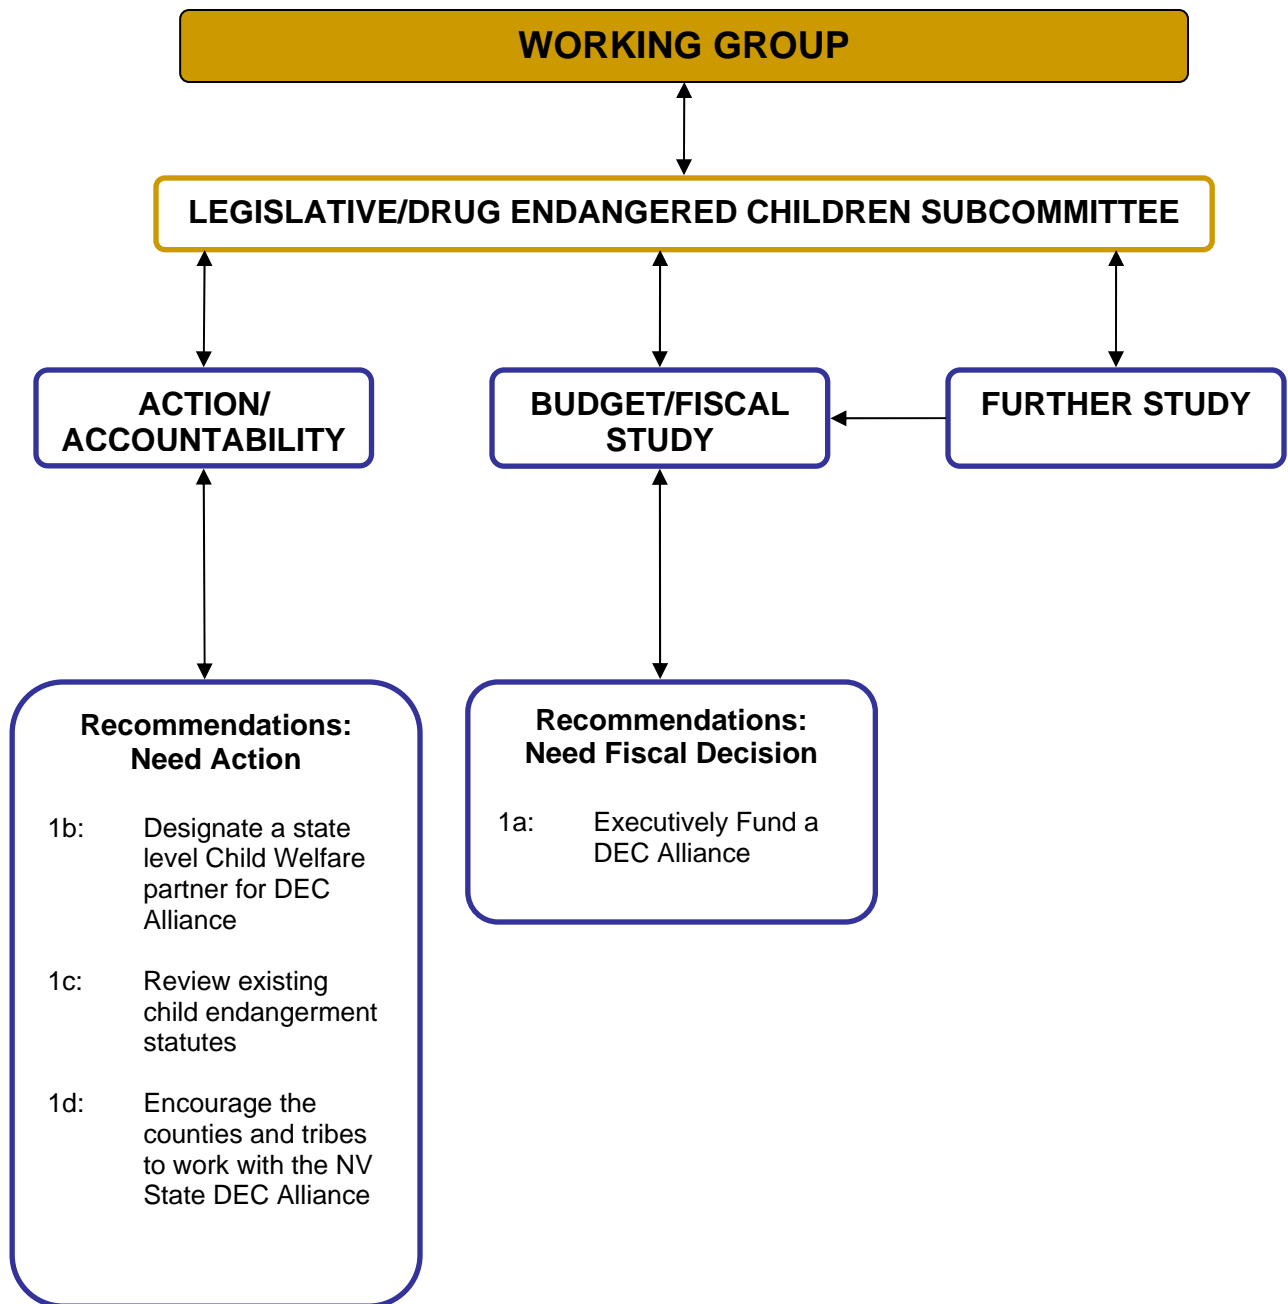 WORKING GROUP
LEGISLATIVE/DRUG ENDANGERED CHILDREN SUBCOMMITTEE
ACTION/
ACCOUNTABILITY
BUDGET/FISCAL
STUDY
FURTHER STUDY
Recommendations:
Need Action
1b: Designate a state
level Child Welfare
partner for DEC
Alliance
1c: Review existing
child endangerment
statutes
1d: Encourage the
counties and tribes
to work with the NV
State DEC Alliance
Recommendations:
Need Fiscal Decision
1a: Executively Fund a
DEC Alliance